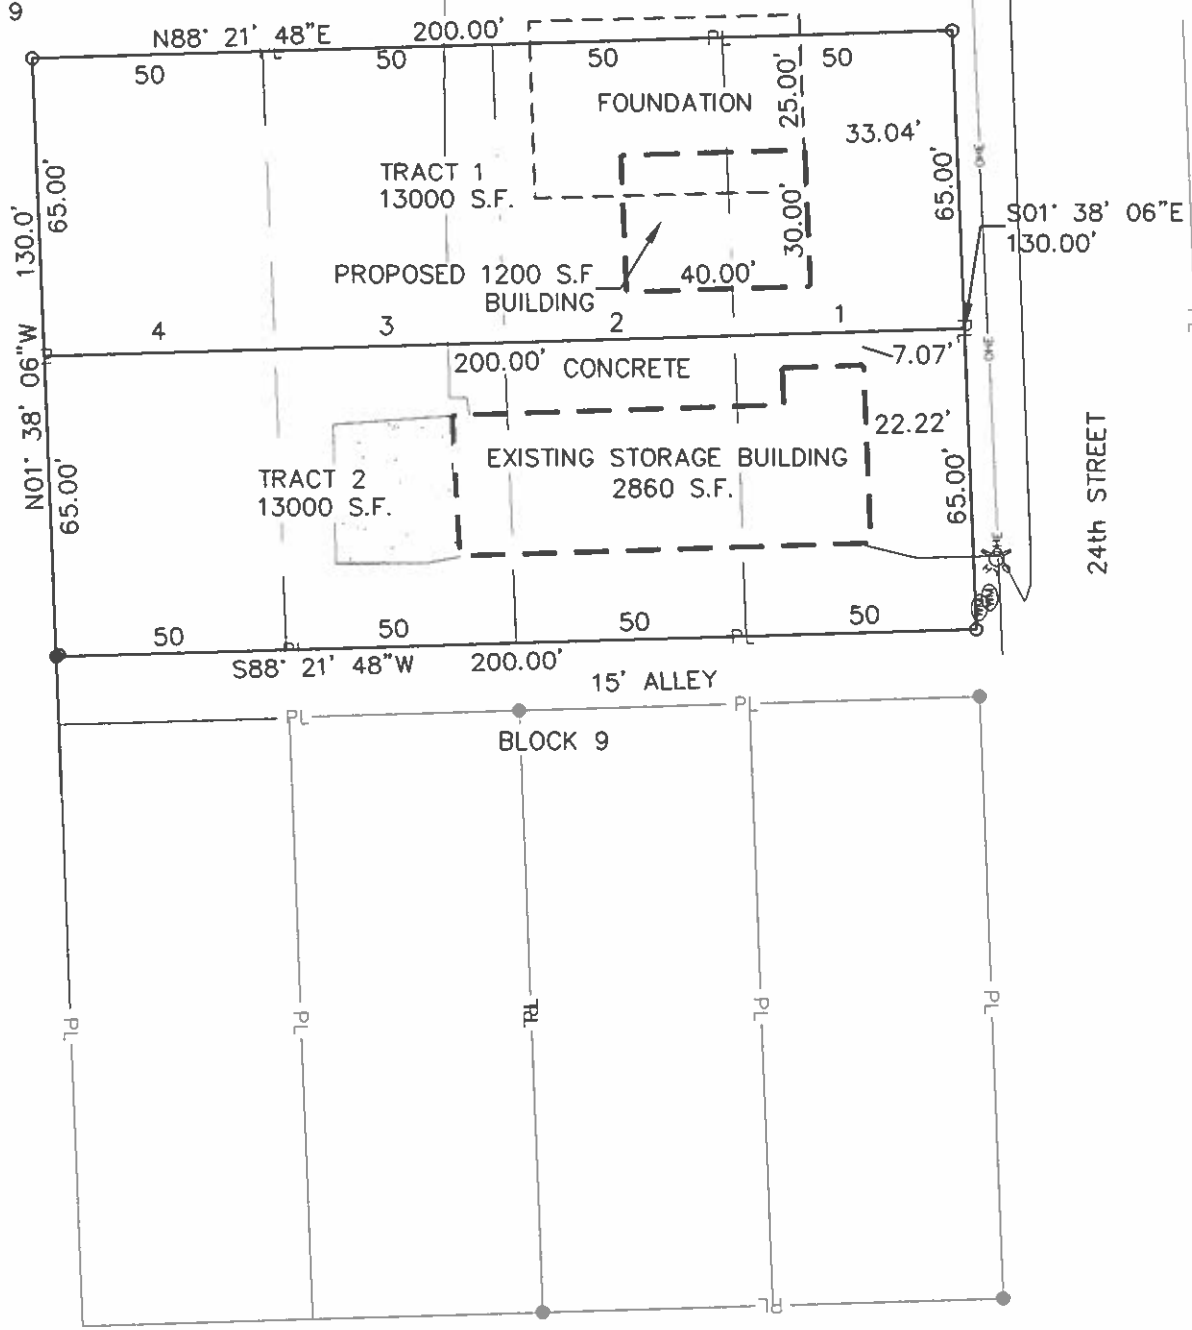 9
N88° 21' 48"E
200.00'
PL
PL
50
50
50
50
FOUNDATION
25.00'
33.04'
TRACT 1
13000 S.F.
65.00'
130.0'
65.00'
OHE
S01° 38' 06"E
130.00'
30.00'
PROPOSED 1200 S.F
BUILDING
40.00'
4
3
2
1
N01° 38' 06"W
200.00'
CONCRETE
7.07'
OHE
22.22'
EXISTING STORAGE BUILDING
2860 S.F.
TRACT 2
13000 S.F.
65.00'
65.00'
24th STREET
OHE
50
50
50
50
PL
PL
S88° 21' 48"W
200.00'
15' ALLEY
PL
PL
BLOCK 9
PL
PL
PL
PL
PL